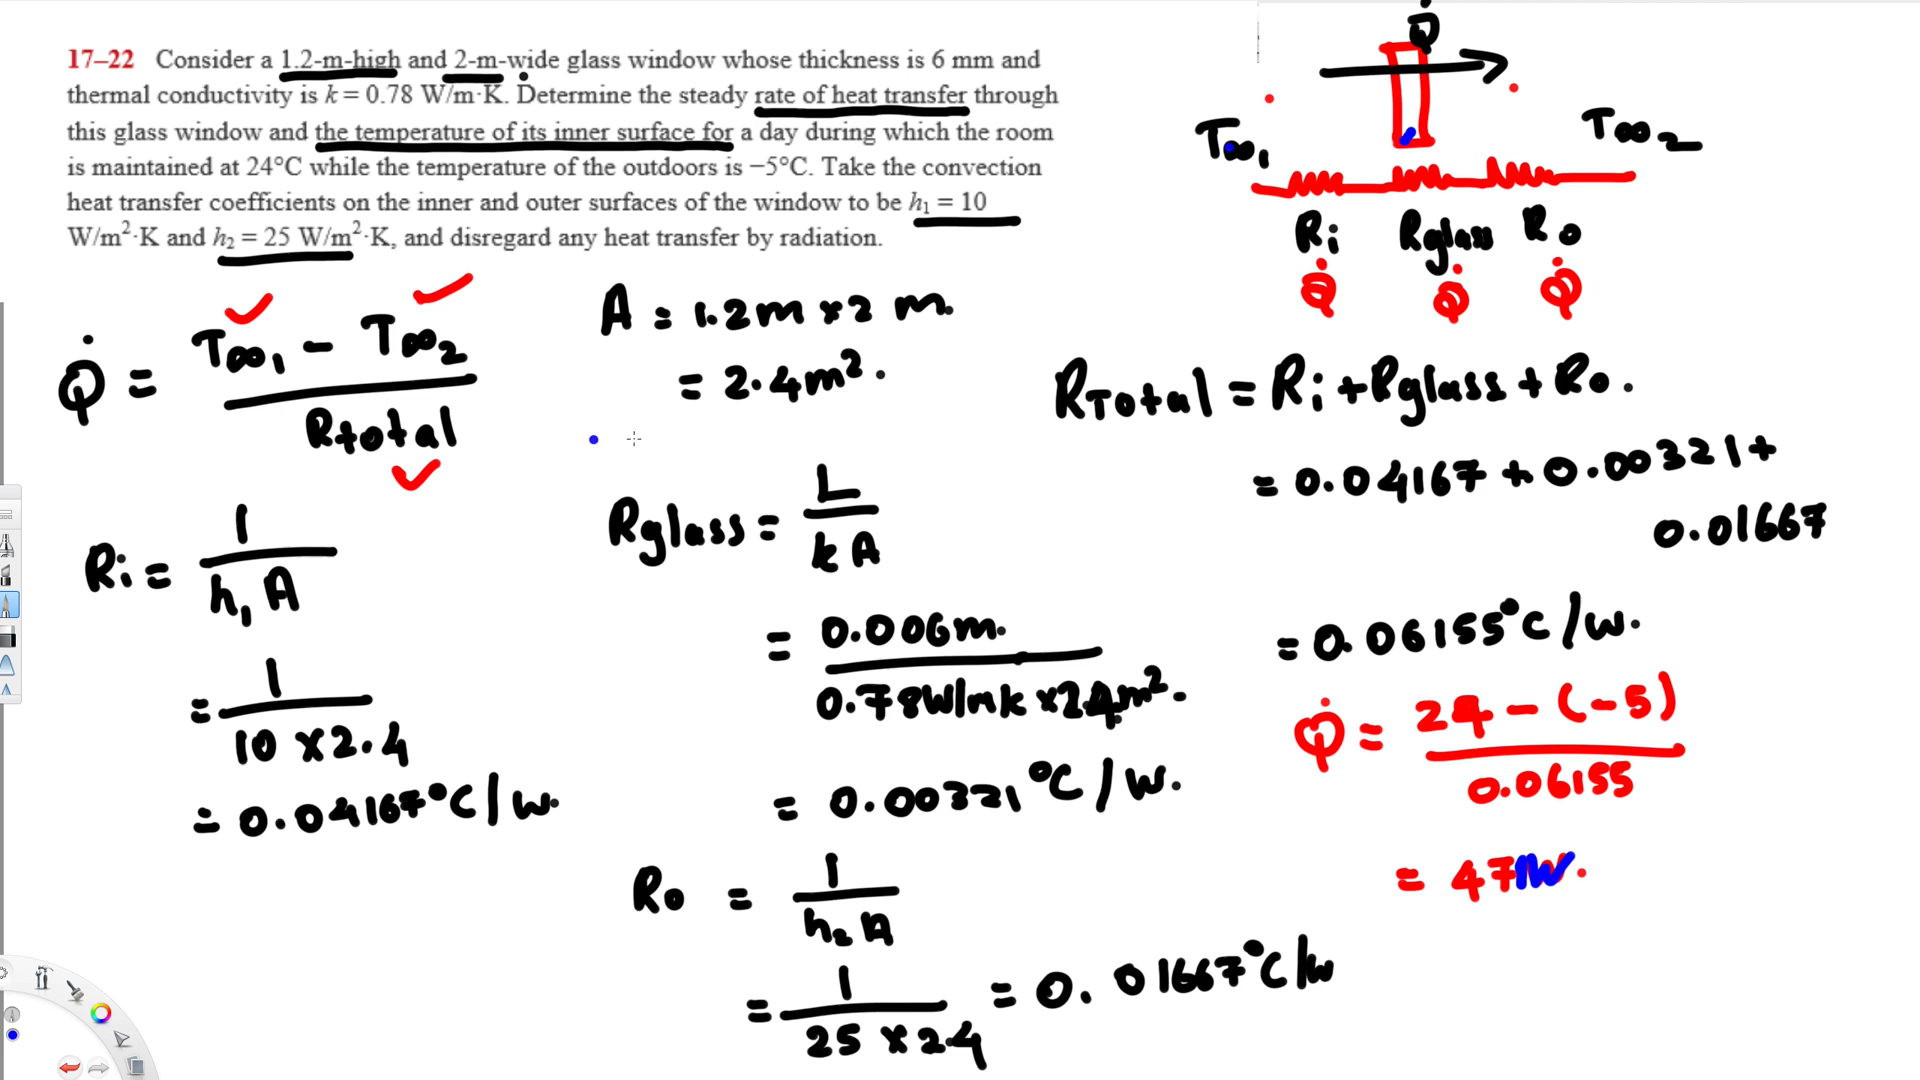 17–22 Consider a 1.2-m-high and 2-m-wide glass window whose thickness is 6 mm and
thermal conductivity is k = 0.78 W/m·K. Determine the steady rate of heat transfer through
this glass window and the temperature of its inner surface for a day during which the room
is maintained at 24°C while the temperature of the outdoors is −5°C. Take the convection
heat transfer coefficients on the inner and outer surfaces of the window to be h₁ = 10
W/m²·K and h₂ = 25 W/m²·K, and disregard any heat transfer by radiation.
Q̇
T∞₁
T∞₂
Ri Rglass Ro
Q̇ Q̇ Q̇
Q̇ = T∞₁ − T∞₂ / Rtotal
Ri = 1 / h₁A
= 1 / 10 × 2.4
= 0.04167°C/W.
A = 1.2m × 2 m.
= 2.4m².
Rglass = L / kA
= 0.006m. / 0.78W/mk × 2.4m².
= 0.00321°C/W.
Ro = 1 / h₂A
= 1 / 25 × 2.4 = 0.01667°C/W
RTotal = Ri + Rglass + Ro.
= 0.04167 + 0.00321 +
0.01667
= 0.06155°C/W.
Q̇ = 24 − (−5) / 0.06155
= 471W.